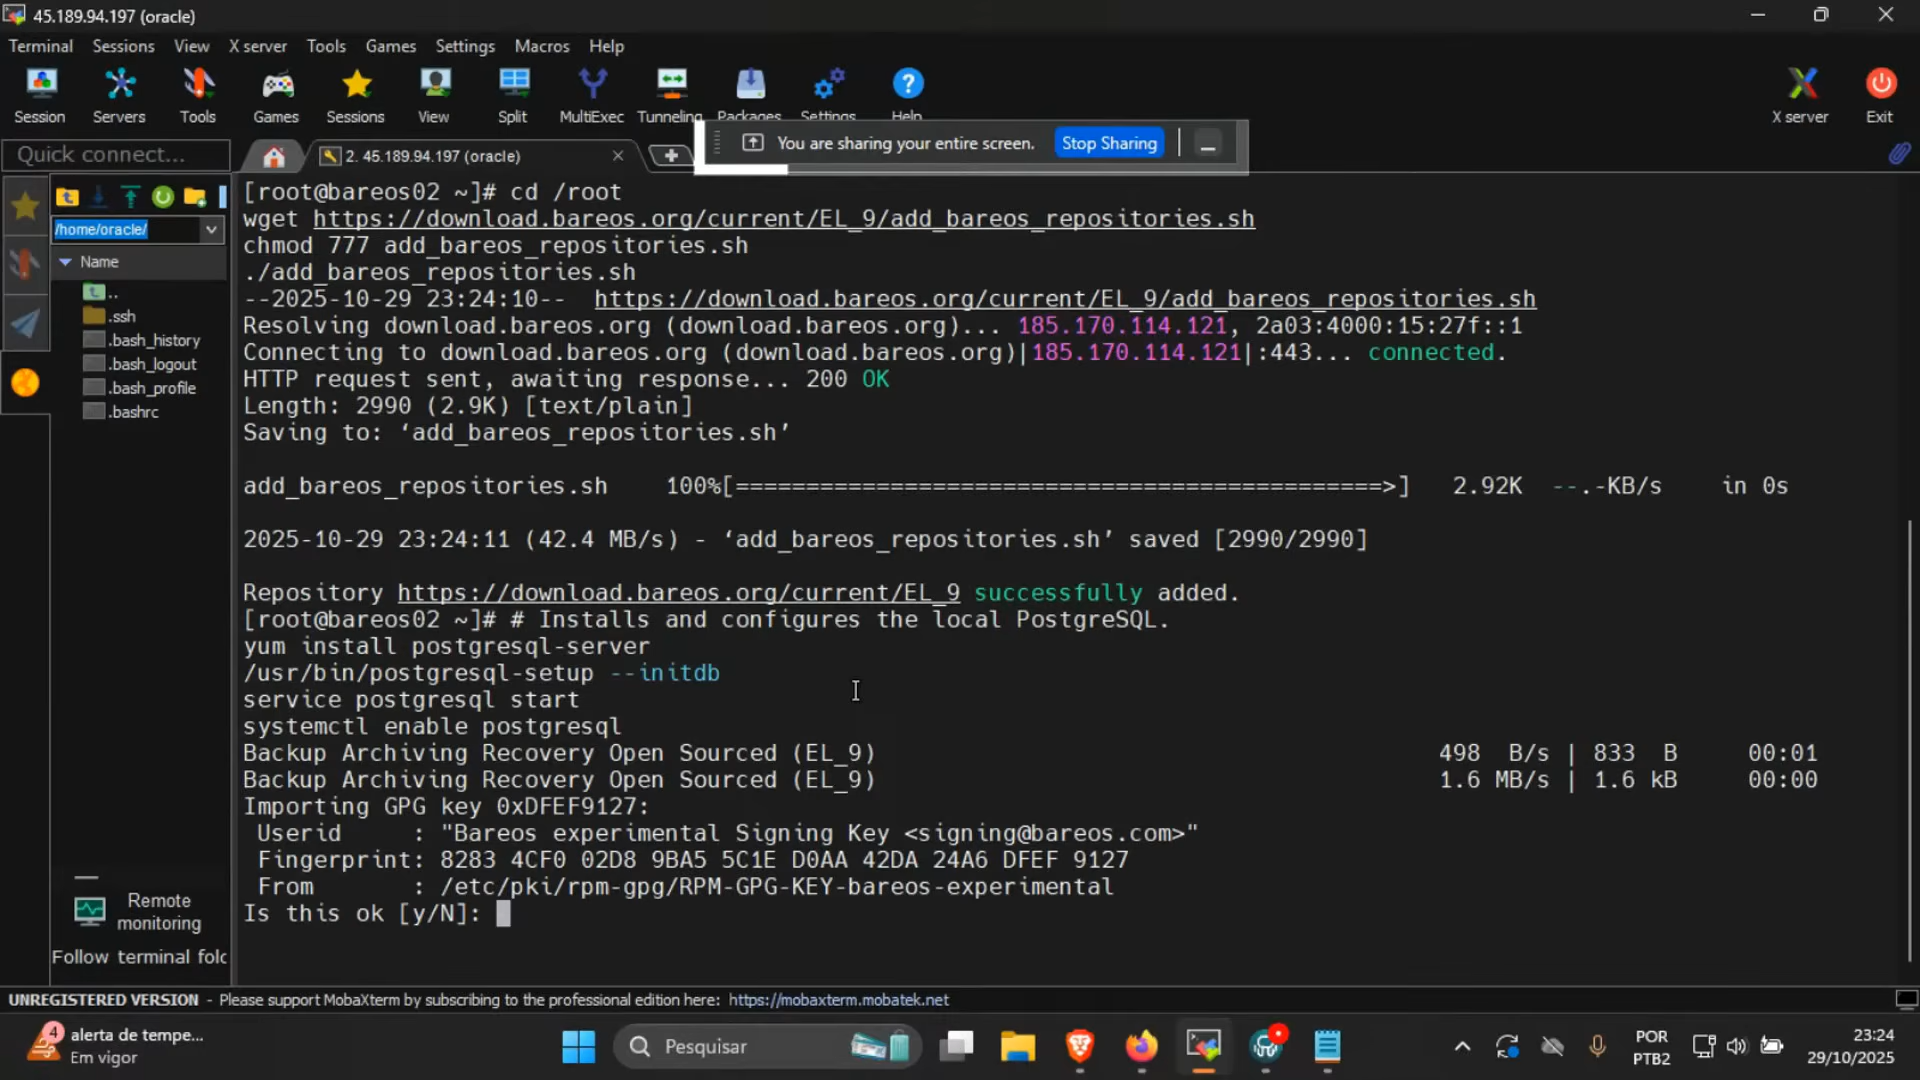 45.189.94.197 (oracle)
Terminal Sessions View X server Tools Games Settings Macros Help
Session Servers Tools Games Sessions View Split MultiExec Tunneling Packages Settings Help X server Exit
You are sharing your entire screen. Stop Sharing
Quick connect...
2. 45.189.94.197 (oracle)
/home/oracle/
Name
..
.ssh
.bash_history
.bash_logout
.bash_profile
.bashrc
Remote
monitoring
Follow terminal folc
[root@bareos02 ~]# cd /root
wget https://download.bareos.org/current/EL_9/add_bareos_repositories.sh
chmod 777 add_bareos_repositories.sh
./add_bareos_repositories.sh
--2025-10-29 23:24:10-- https://download.bareos.org/current/EL_9/add_bareos_repositories.sh
Resolving download.bareos.org (download.bareos.org)... 185.170.114.121, 2a03:4000:15:27f::1
Connecting to download.bareos.org (download.bareos.org)|185.170.114.121|:443... connected.
HTTP request sent, awaiting response... 200 OK
Length: 2990 (2.9K) [text/plain]
Saving to: ‘add_bareos_repositories.sh’
add_bareos_repositories.sh 100%[==============================================>] 2.92K --.-KB/s in 0s
2025-10-29 23:24:11 (42.4 MB/s) - ‘add_bareos_repositories.sh’ saved [2990/2990]
Repository https://download.bareos.org/current/EL_9 successfully added.
[root@bareos02 ~]# # Installs and configures the local PostgreSQL.
yum install postgresql-server
/usr/bin/postgresql-setup --initdb
service postgresql start
systemctl enable postgresql
Backup Archiving Recovery Open Sourced (EL_9) 498 B/s | 833 B 00:01
Backup Archiving Recovery Open Sourced (EL_9) 1.6 MB/s | 1.6 kB 00:00
Importing GPG key 0xDFEF9127:
Userid : "Bareos experimental Signing Key <signing@bareos.com>"
Fingerprint: 8283 4CF0 02D8 9BA5 5C1E D0AA 42DA 24A6 DFEF 9127
From : /etc/pki/rpm-gpg/RPM-GPG-KEY-bareos-experimental
Is this ok [y/N]:
UNREGISTERED VERSION - Please support MobaXterm by subscribing to the professional edition here: https://mobaxterm.mobatek.net
4
alerta de tempe...
Em vigor
Pesquisar
POR
PTB2
23:24
29/10/2025